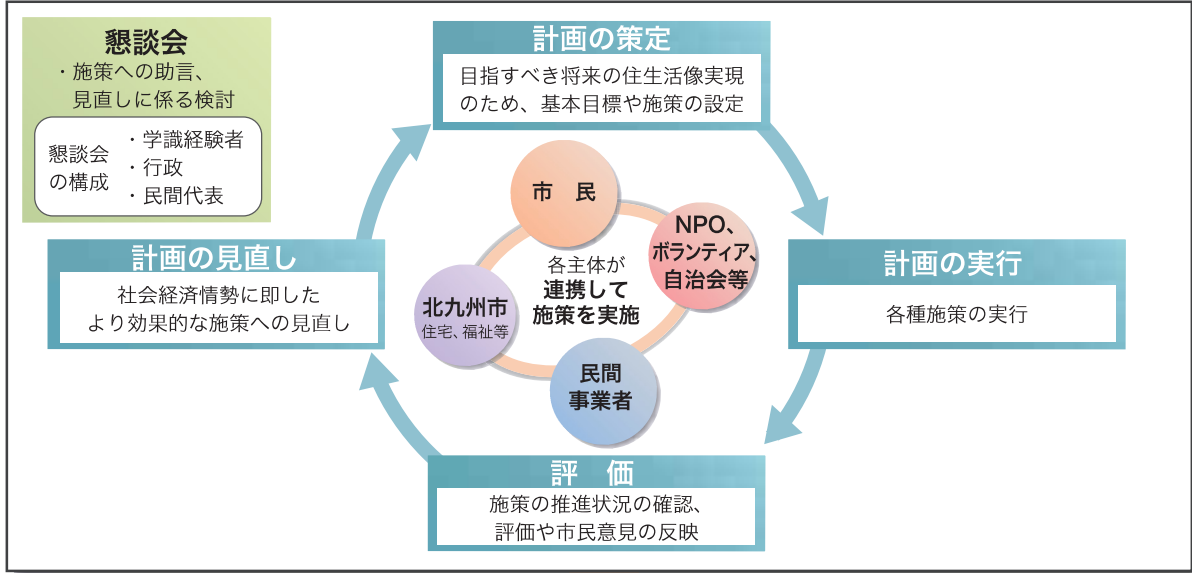 懇談会
・施策への助言、
見直しに係る検討
懇談会
の構成
・学識経験者
・行政
・民間代表
計画の策定
目指すべき将来の住生活像実現
のため、基本目標や施策の設定
計画の実行
各種施策の実行
評　価
施策の推進状況の確認、
評価や市民意見の反映
計画の見直し
社会経済情勢に即した
より効果的な施策への見直し
市　民
NPO、
ボランティア、
自治会等
民間
事業者
北九州市
住宅、福祉等
各主体が
連携して
施策を実施